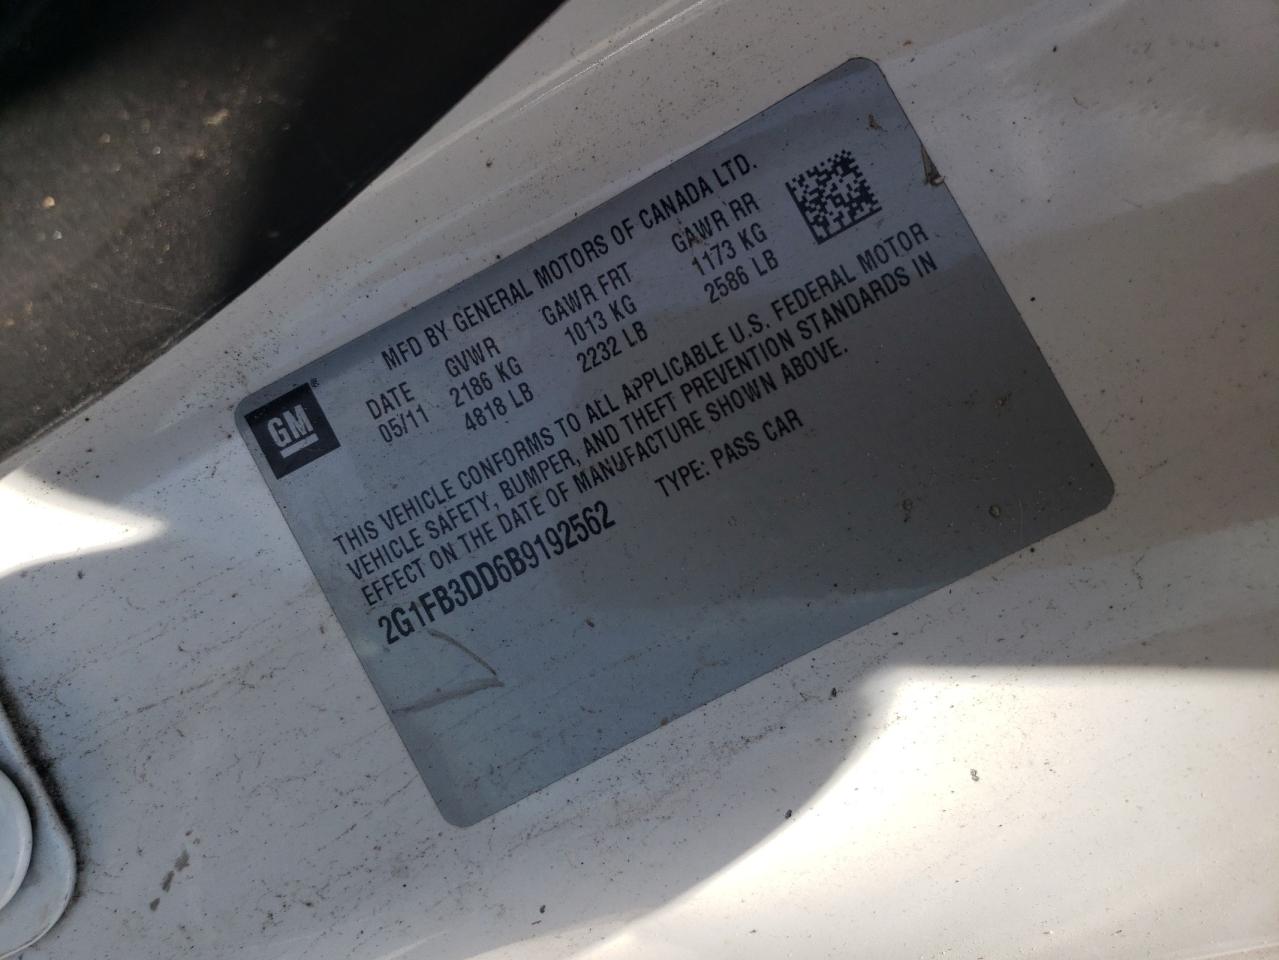 MFD BY GENERAL MOTORS OF CANADA LTD.
DATE GVWR GAWR FRT GAWR RR
05/11 2186 KG 1013 KG 1173 KG
4818 LB 2232 LB 2586 LB
GM®
THIS VEHICLE CONFORMS TO ALL APPLICABLE U.S. FEDERAL MOTOR
VEHICLE SAFETY, BUMPER, AND THEFT PREVENTION STANDARDS IN
EFFECT ON THE DATE OF MANUFACTURE SHOWN ABOVE.
2G1FB3DD6B9192562 TYPE: PASS CAR